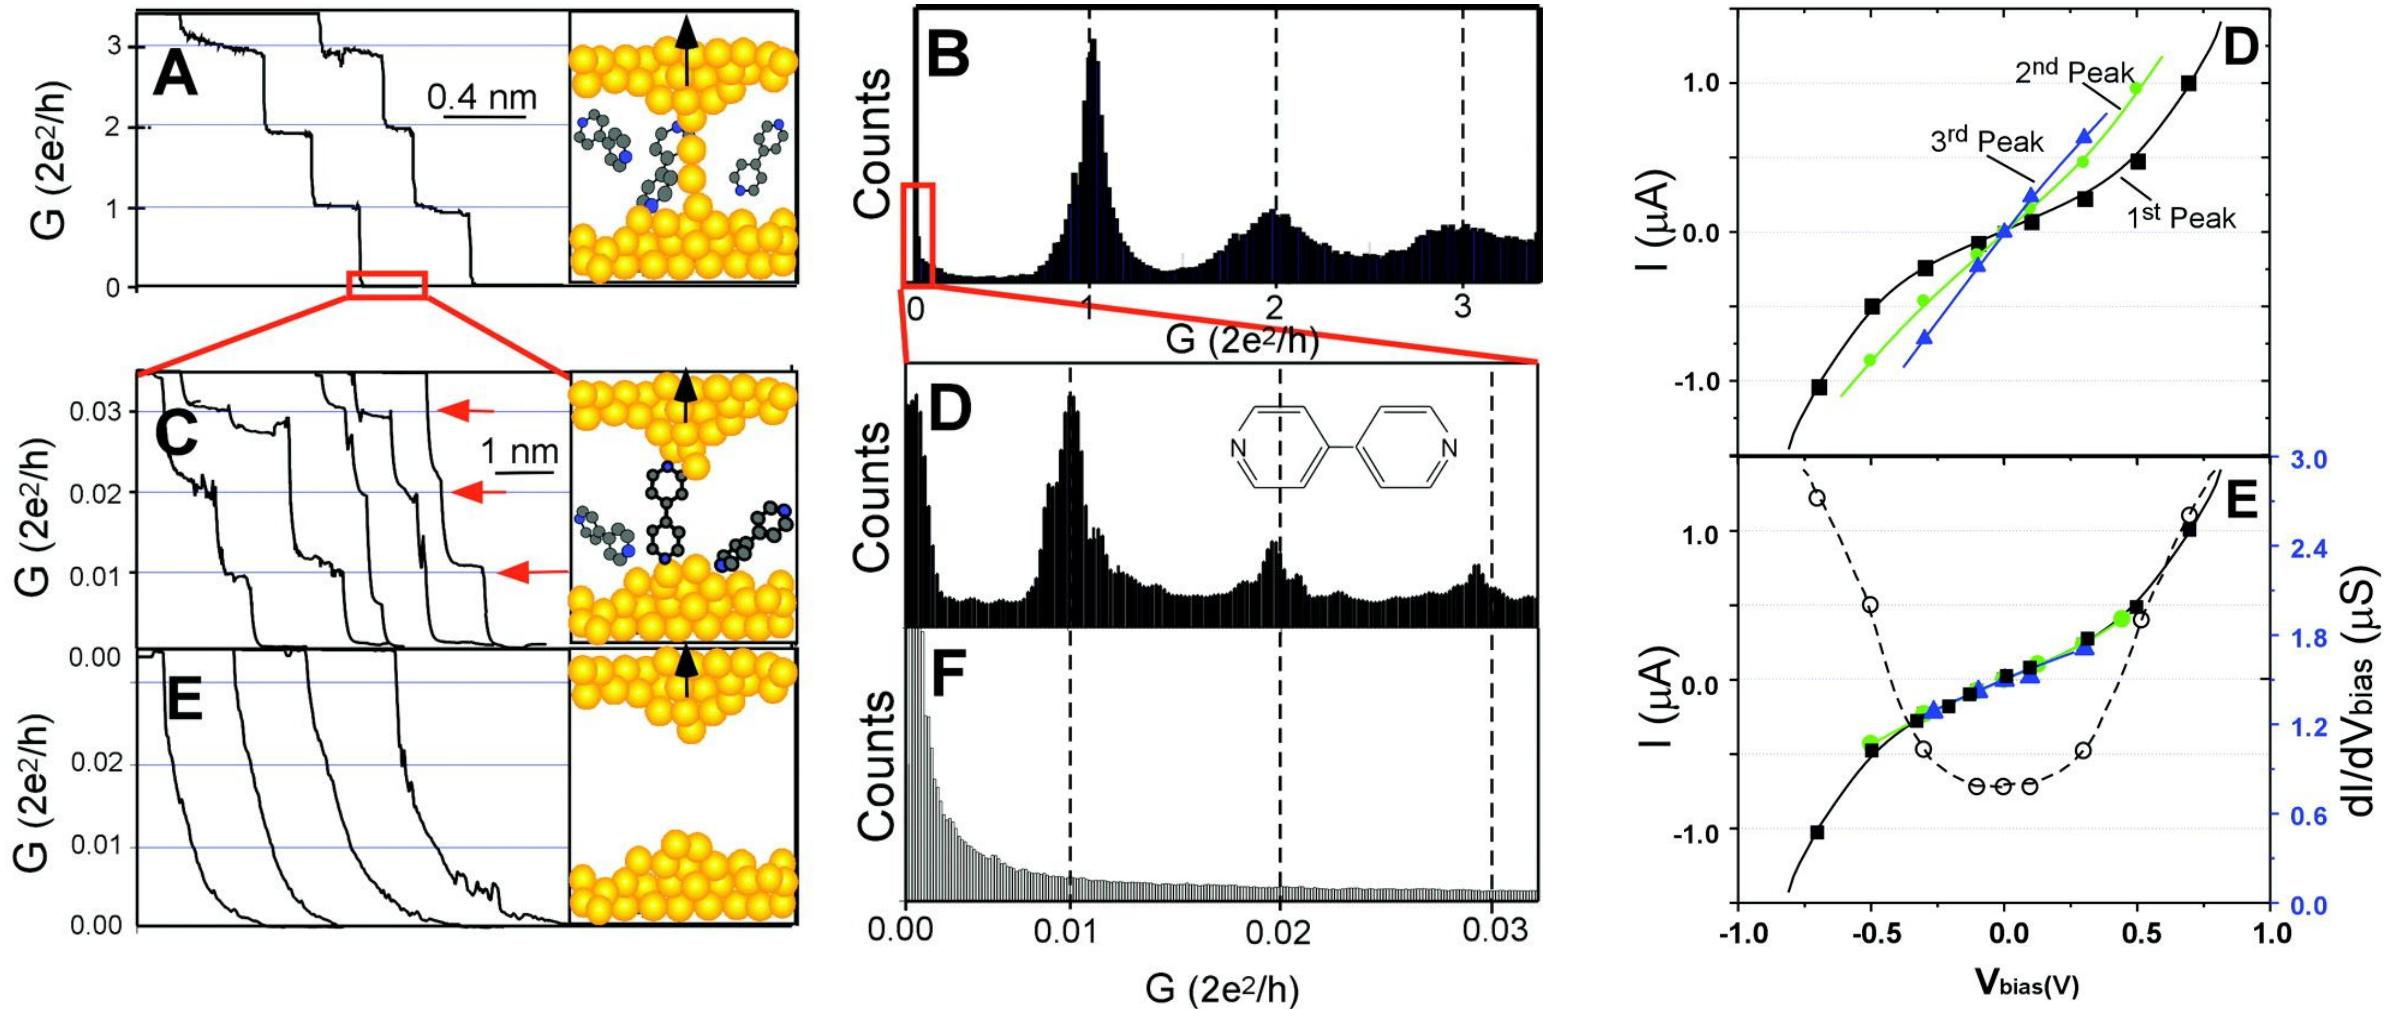 A
G (2e²/h)
3
2
1
0
0.4 nm
B
Counts
0
1
2
3
G (2e²/h)
C
G (2e²/h)
0.03
0.02
0.01
0.00
1 nm
D
Counts
N
N
E
G (2e²/h)
0.02
0.01
0.00
F
Counts
0.00
0.01
0.02
0.03
G (2e²/h)
D
I (μA)
1.0
0.0
-1.0
2nd Peak
3rd Peak
1st Peak
E
I (μA)
1.0
0.0
-1.0
3.0
2.4
1.8
1.2
0.6
0.0
dI/dVbias (μS)
-1.0
-0.5
0.0
0.5
1.0
Vbias(V)